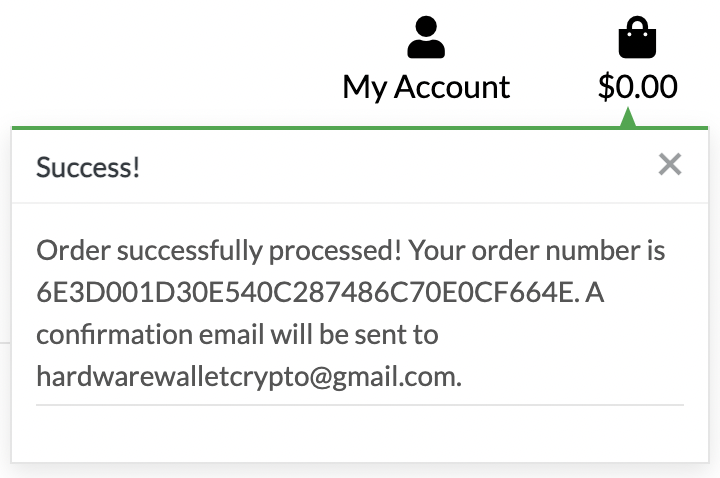 My Account
$0.00
Success!
Order successfully processed! Your order number is
6E3D001D30E540C287486C70E0CF664E. A
confirmation email will be sent to
hardwarewalletcrypto@gmail.com.